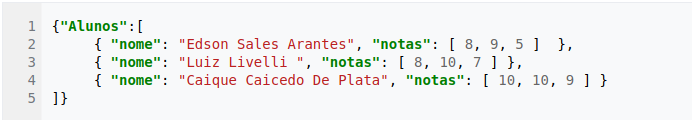 1 {"Alunos":[
2 { "nome": "Edson Sales Arantes", "notas": [ 8, 9, 5 ] },
3 { "nome": "Luiz Livelli ", "notas": [ 8, 10, 7 ] },
4 { "nome": "Caique Caicedo De Plata", "notas": [ 10, 10, 9 ] }
5 ]}